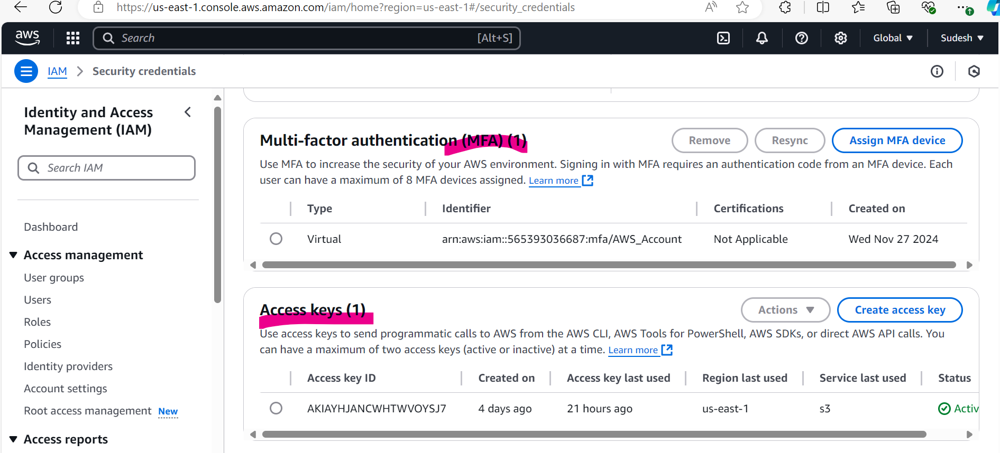 https://us-east-1.console.aws.amazon.com/iam/home?region=us-east-1#/security_credentials
aws
Search
[Alt+S]
Global
Sudesh
IAM
Security credentials
Identity and Access
Management (IAM)
Search IAM
Dashboard
Access management
User groups
Users
Roles
Policies
Identity providers
Account settings
Root access management New
Access reports
Multi-factor authentication (MFA) (1)
Remove
Resync
Assign MFA device
Use MFA to increase the security of your AWS environment. Signing in with MFA requires an authentication code from an MFA device. Each
user can have a maximum of 8 MFA devices assigned. Learn more
Type Identifier Certifications Created on
Virtual arn:aws:iam::565393036687:mfa/AWS_Account Not Applicable Wed Nov 27 2024
Access keys (1)
Actions
Create access key
Use access keys to send programmatic calls to AWS from the AWS CLI, AWS Tools for PowerShell, AWS SDKs, or direct AWS API calls. You
can have a maximum of two access keys (active or inactive) at a time. Learn more
Access key ID Created on Access key last used Region last used Service last used Status
AKIAYHJANCWHTWVOYSJ7 4 days ago 21 hours ago us-east-1 s3 Activ